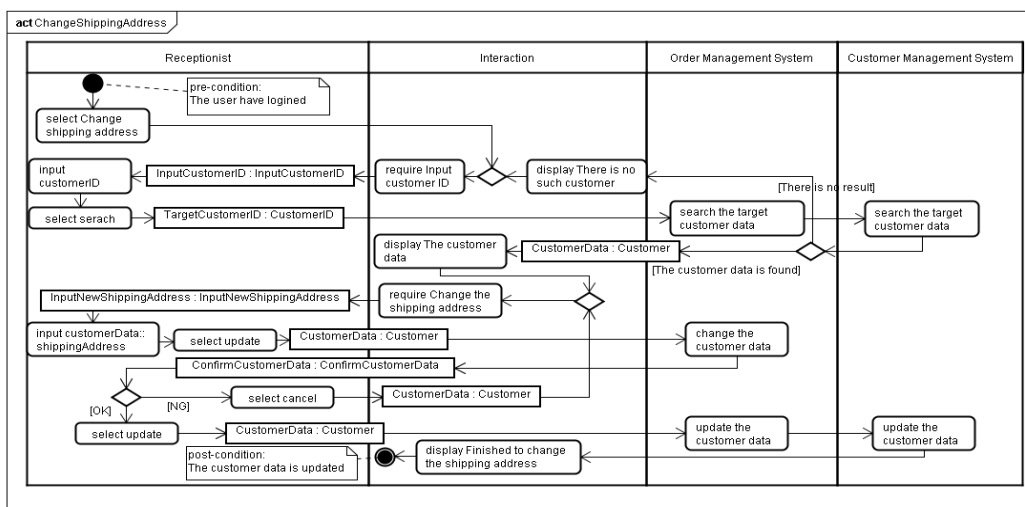 act ChangeShippingAddress
Receptionist
Interaction
Order Management System
Customer Management System
pre-condition:
The user have logined
select Change
shipping address
input
customerID
InputCustomerID : InputCustomerID
require Input
customer ID
display There is no
such customer
[There is no result]
select serach
TargetCustomerID : CustomerID
search the target
customer data
search the target
customer data
display The customer
data
CustomerData : Customer
[The customer data is found]
InputNewShippingAddress : InputNewShippingAddress
require Change the
shipping address
input customerData::
shippingAddress
select update
CustomerData : Customer
change the
customer data
ConfirmCustomerData : ConfirmCustomerData
[OK]
[NG]
select cancel
CustomerData : Customer
select update
CustomerData : Customer
update the
customer data
update the
customer data
post-condition:
The customer data is updated
display Finished to change
the shipping address